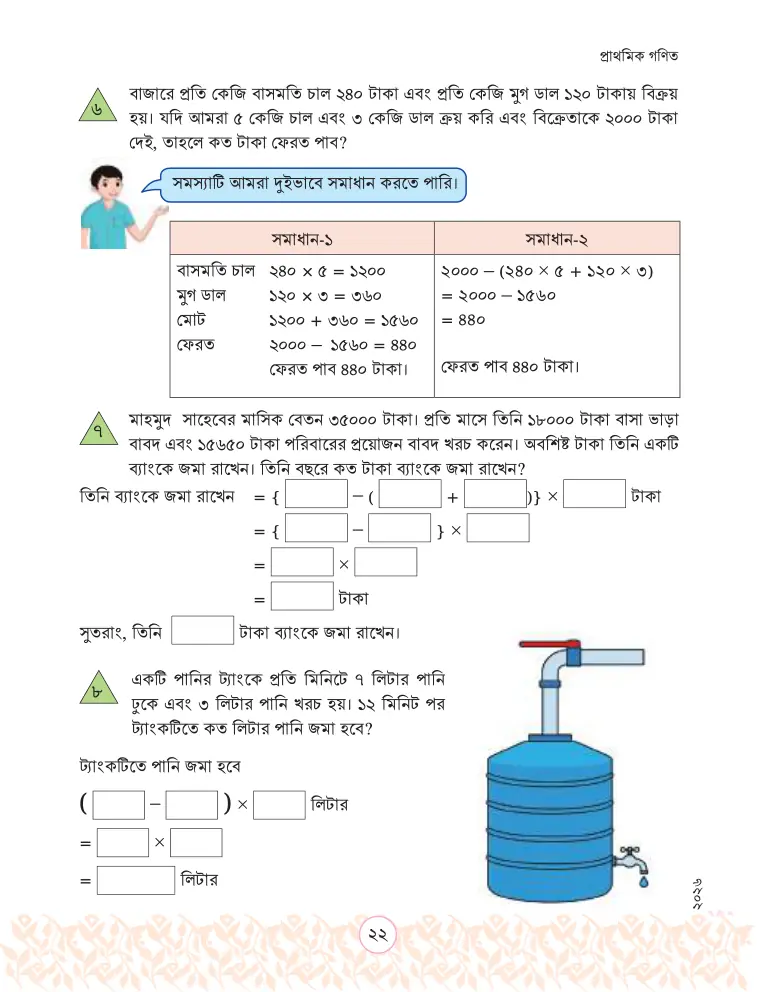 প্রাথমিক গণিত
৬
বাজারে প্রতি কেজি বাসমতি চাল ২৪০ টাকা এবং প্রতি কেজি মুগ ডাল ১২০ টাকায় বিক্রয়
হয়। যদি আমরা ৫ কেজি চাল এবং ৩ কেজি ডাল ক্রয় করি এবং বিক্রেতাকে ২০০০ টাকা
দেই, তাহলে কত টাকা ফেরত পাব?
সমস্যাটি আমরা দুইভাবে সমাধান করতে পারি।
সমাধান-১
বাসমতি চাল ২৪০ × ৫ = ১২০০
মুগ ডাল ১২০ × ৩ = ৩৬০
মোট ১২০০ + ৩৬০ = ১৫৬০
ফেরত ২০০০ − ১৫৬০ = ৪৪০
ফেরত পাব ৪৪০ টাকা।
সমাধান-২
২০০০ − (২৪০ × ৫ + ১২০ × ৩)
= ২০০০ − ১৫৬০
= ৪৪০
ফেরত পাব ৪৪০ টাকা।
৭
মাহমুদ সাহেবের মাসিক বেতন ৩৫০০০ টাকা। প্রতি মাসে তিনি ১৮০০০ টাকা বাসা ভাড়া
বাবদ এবং ১৫৬৫০ টাকা পরিবারের প্রয়োজন বাবদ খরচ করেন। অবশিষ্ট টাকা তিনি একটি
ব্যাংকে জমা রাখেন। তিনি বছরে কত টাকা ব্যাংকে জমা রাখেন?
তিনি ব্যাংকে জমা রাখেন = { − ( + )} × টাকা
= { − } ×
= ×
= টাকা
সুতরাং, তিনি টাকা ব্যাংকে জমা রাখেন।
৮
একটি পানির ট্যাংকে প্রতি মিনিটে ৭ লিটার পানি
ঢুকে এবং ৩ লিটার পানি খরচ হয়। ১২ মিনিট পর
ট্যাংকটিতে কত লিটার পানি জমা হবে?
ট্যাংকটিতে পানি জমা হবে
( − ) × লিটার
= ×
= লিটার
২০২৬
২২